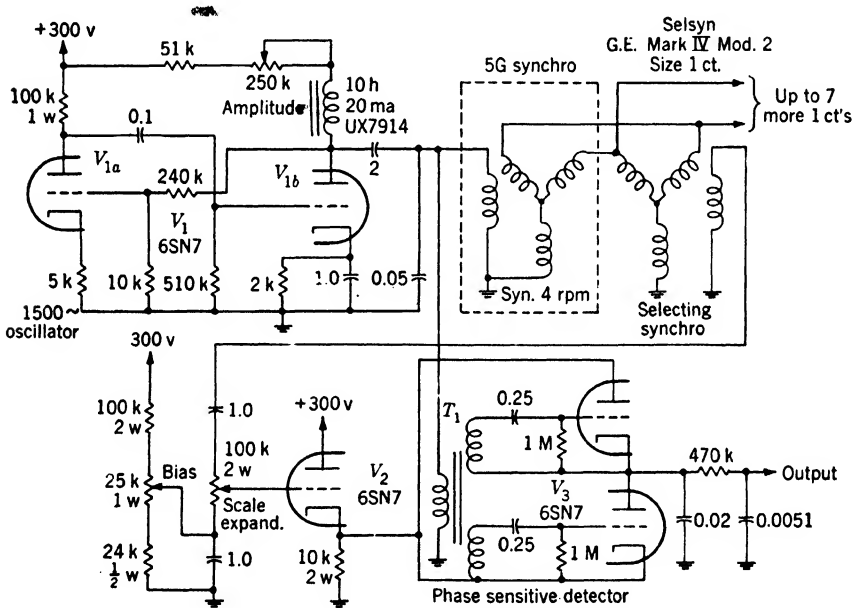 Selsyn
G.E. Mark IV Mod. 2
Size 1 ct.
+300 v
51 k
250 k
Amplitude
10 h
20 ma
UX7914
5G synchro
Up to 7
more 1 ct's
100 k
1 w
0.1
V1a
240 k
V1
6SN7
V1b
2
5 k
10 k
510 k
2 k
1.0
0.05
Syn. 4 rpm
Selecting
synchro
1500~
oscillator
300 v
100 k
2 w
1.0
+300 v
25 k
1 w
Bias
100 k
2 w
Scale
expand.
V2
6SN7
24 k
1/2 w
1.0
10 k
2 w
T1
0.25
1 M
V3
6SN7
0.25
1 M
470 k
Output
0.02
0.0051
Phase sensitive detector